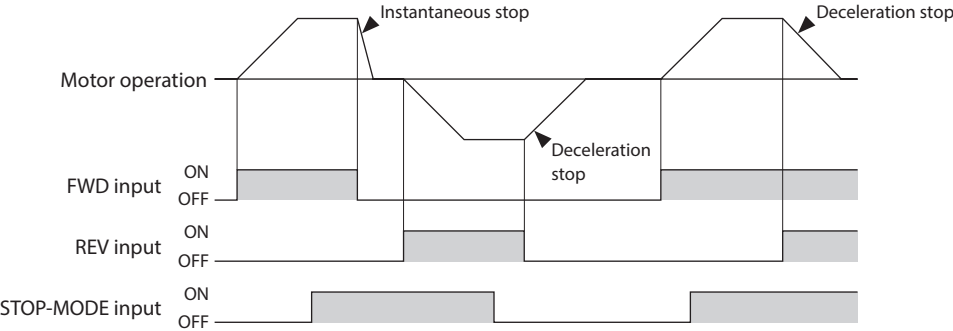 Instantaneous stop
Deceleration stop
Motor operation
Deceleration
stop
ON
FWD input
OFF
ON
REV input
OFF
ON
STOP-MODE input
OFF